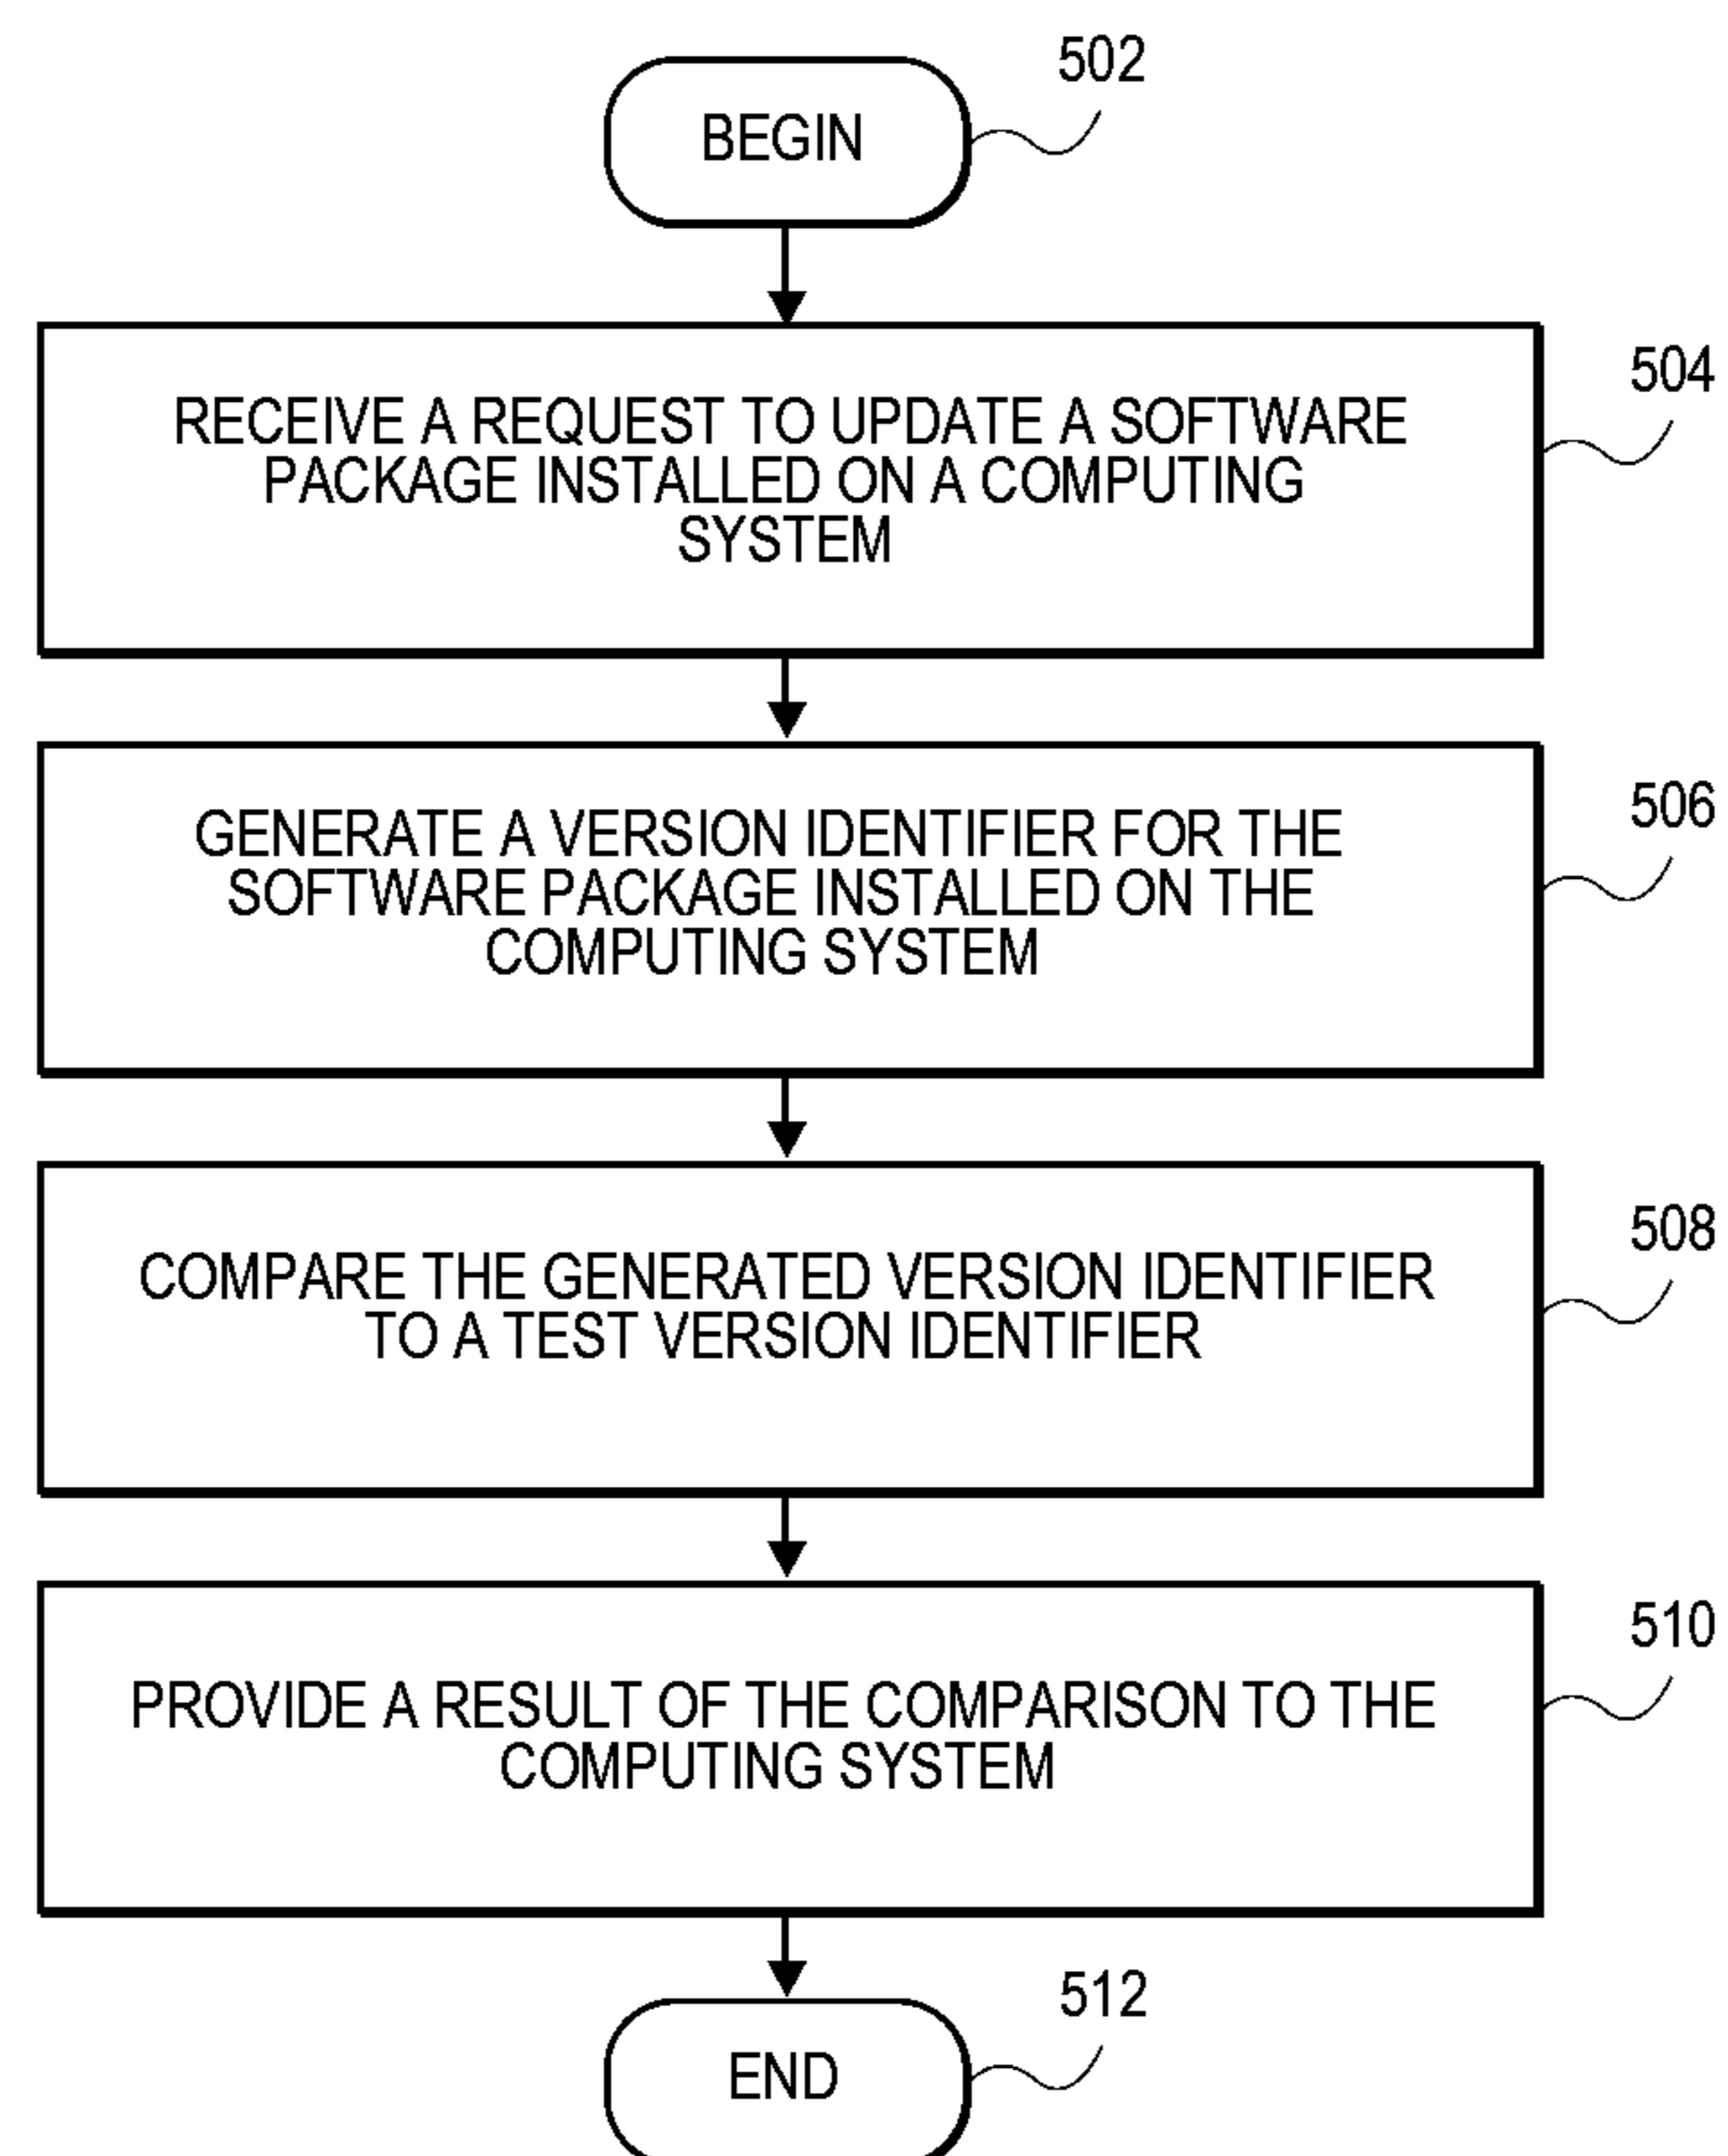 502
BEGIN
504
RECEIVE A REQUEST TO UPDATE A SOFTWARE
PACKAGE INSTALLED ON A COMPUTING
SYSTEM
506
GENERATE A VERSION IDENTIFIER FOR THE
SOFTWARE PACKAGE INSTALLED ON THE
COMPUTING SYSTEM
508
COMPARE THE GENERATED VERSION IDENTIFIER
TO A TEST VERSION IDENTIFIER
510
PROVIDE A RESULT OF THE COMPARISON TO THE
COMPUTING SYSTEM
512
END